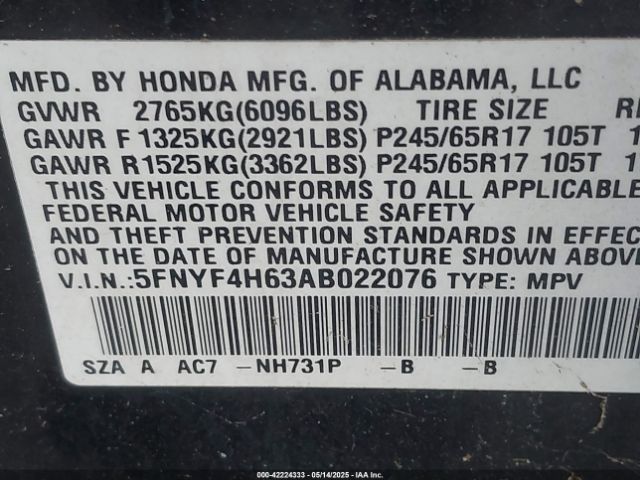 MFD. BY HONDA MFG. OF ALABAMA, LLC
GVWR 2765KG(6096LBS) TIRE SIZE
GAWR F 1325KG(2921LBS) P245/65R17 105T
GAWR R1525KG(3362LBS) P245/65R17 105T
THIS VEHICLE CONFORMS TO ALL APPLICABLE
FEDERAL MOTOR VEHICLE SAFETY
AND THEFT PREVENTION STANDARDS IN EFFEC
ON THE DATE OF MANUFACTURE SHOWN ABOVE
V.I.N.:5FNYF4H63AB022076 TYPE: MPV
SZA A AC7 -NH731P -B -B
000-42224333 - 05/14/2025 - IAAI, Inc.